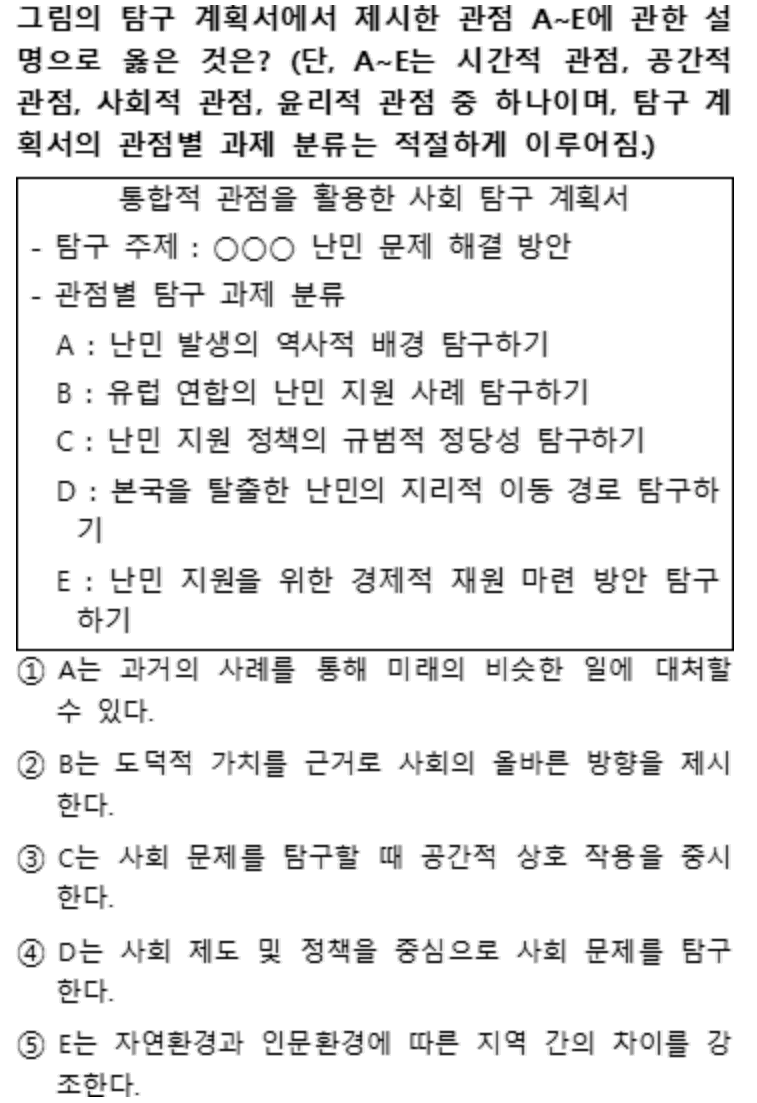 그림의 탐구 계획서에서 제시한 관점 A~E에 관한 설
명으로 옳은 것은? (단, A~E는 시간적 관점, 공간적
관점, 사회적 관점, 윤리적 관점 중 하나이며, 탐구 계
획서의 관점별 과제 분류는 적절하게 이루어짐.)
통합적 관점을 활용한 사회 탐구 계획서
- 탐구 주제 : ○○○ 난민 문제 해결 방안
- 관점별 탐구 과제 분류
A : 난민 발생의 역사적 배경 탐구하기
B : 유럽 연합의 난민 지원 사례 탐구하기
C : 난민 지원 정책의 규범적 정당성 탐구하기
D : 본국을 탈출한 난민의 지리적 이동 경로 탐구하
기
E : 난민 지원을 위한 경제적 재원 마련 방안 탐구
하기
① A는 과거의 사례를 통해 미래의 비슷한 일에 대처할
수 있다.
② B는 도덕적 가치를 근거로 사회의 올바른 방향을 제시
한다.
③ C는 사회 문제를 탐구할 때 공간적 상호 작용을 중시
한다.
④ D는 사회 제도 및 정책을 중심으로 사회 문제를 탐구
한다.
⑤ E는 자연환경과 인문환경에 따른 지역 간의 차이를 강
조한다.